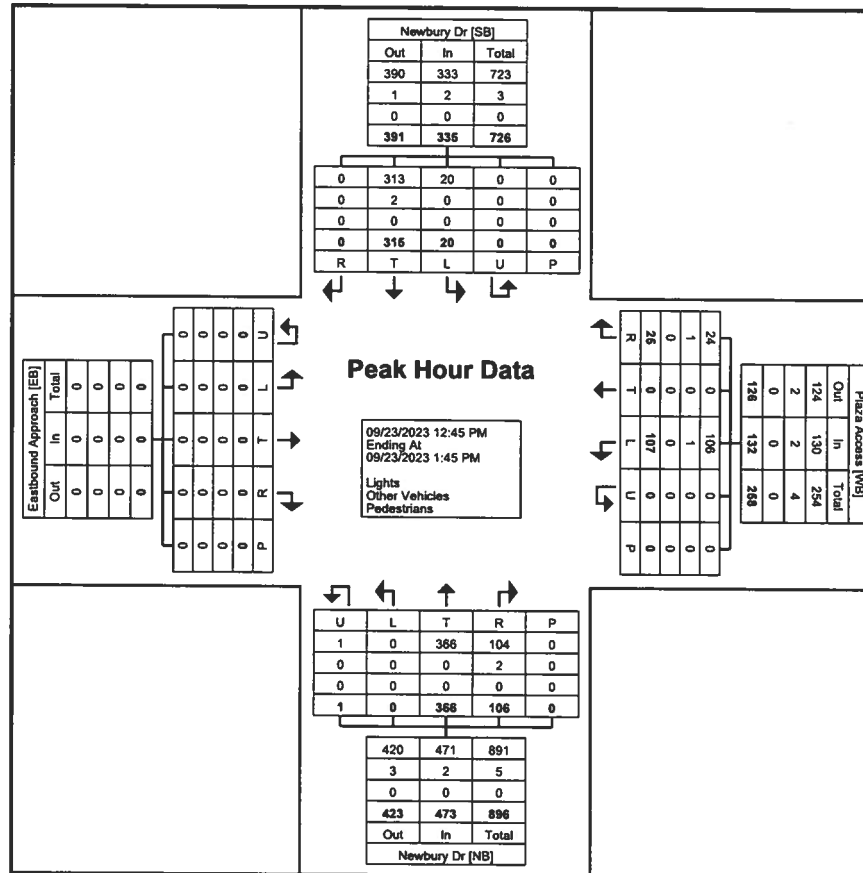 Newbury Dr [SB]
Out In Total
390 333 723
1 2 3
0 0 0
391 335 726
0 313 20 0 0
0 2 0 0 0
0 0 0 0 0
0 315 20 0 0
R T L U P
Eastbound Approach [EB]
Out In Total
0 0 0
0 0 0
0 0 0
0 0 0
0 0 0 0 0
0 0 0 0 0
0 0 0 0 0
0 0 0 0 0
P R T L U
Peak Hour Data
09/23/2023 12:45 PM
Ending At
09/23/2023 1:45 PM
Lights
Other Vehicles
Pedestrians
Plaza Access [WB]
Out In Total
124 130 254
2 2 4
0 0 0
126 132 258
24 0 106 0 0
1 0 1 0 0
0 0 0 0 0
25 0 107 0 0
R T L U P
U L T R P
1 0 366 104 0
0 0 0 2 0
0 0 0 0 0
1 0 366 106 0
420 471 891
3 2 5
0 0 0
423 473 896
Out In Total
Newbury Dr [NB]